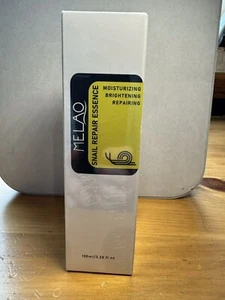 MELAO
SNAIL REPAIR ESSENCE
MOISTURIZING
BRIGHTENING
REPAIRING
100ml/3.38 fl oz